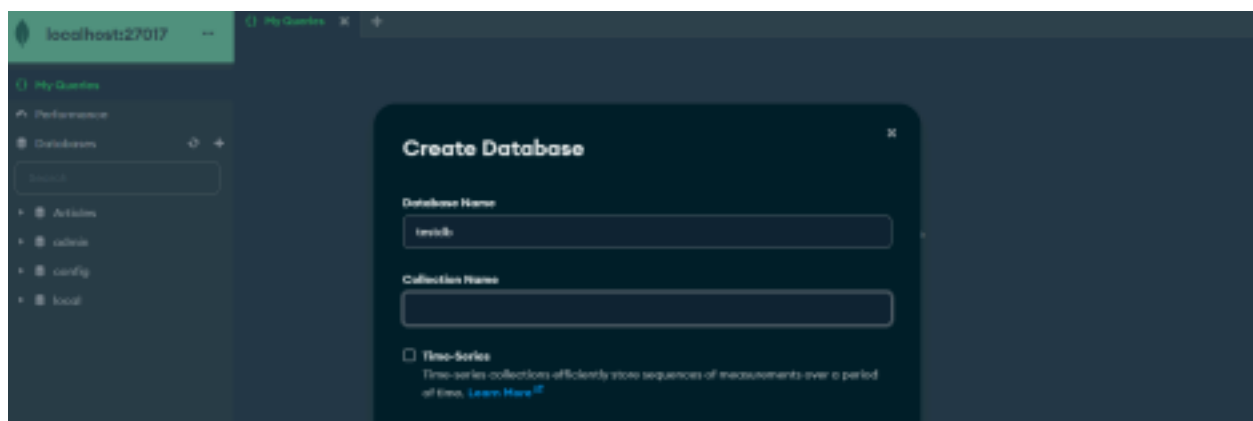 localhost:27017
...
My Queries
+
My Queries
Performance
Databases
+
Search
Articles
admin
config
local
Create Database
×
Database Name
testdb
Collection Name
Time-Series
Time-series collections efficiently store sequences of measurements over a period
of time. Learn More